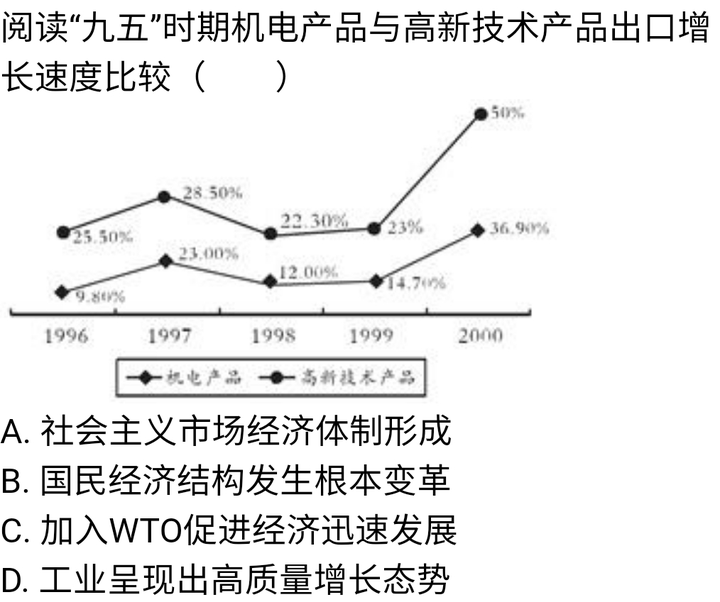 阅读“九五”时期机电产品与高新技术产品出口增
长速度比较（　　）
50%
28.50%
22.30%
23%
36.90%
25.50%
23.00%
12.00%
14.70%
9.80%
1996 1997 1998 1999 2000
机电产品 高新技术产品
A. 社会主义市场经济体制形成
B. 国民经济结构发生根本变革
C. 加入WTO促进经济迅速发展
D. 工业呈现出高质量增长态势